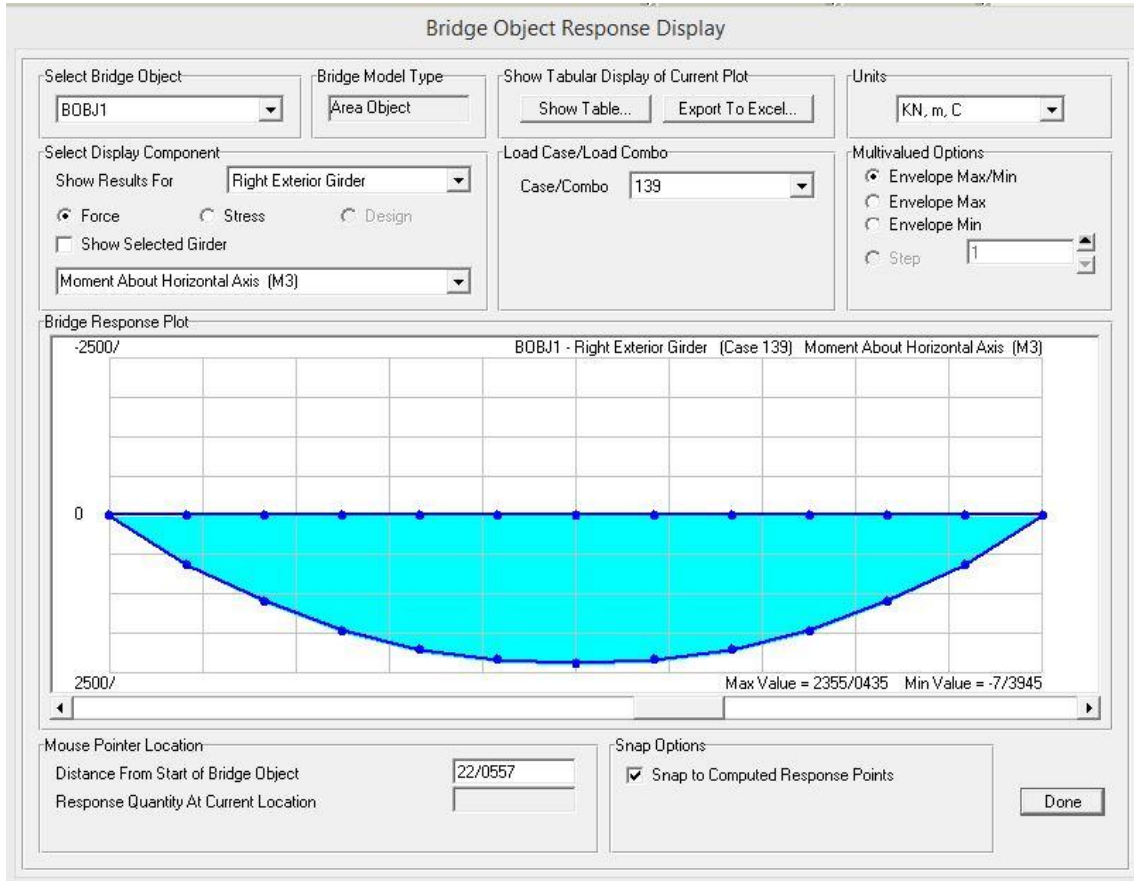 Bridge Object Response Display
Select Bridge Object
BOBJ1
Bridge Model Type
Area Object
Show Tabular Display of Current Plot
Show Table...
Export To Excel...
Units
KN, m, C
Select Display Component
Show Results For
Right Exterior Girder
Force
Stress
Design
Show Selected Girder
Moment About Horizontal Axis (M3)
Load Case/Load Combo
Case/Combo
139
Multivalued Options
Envelope Max/Min
Envelope Max
Envelope Min
Step
1
Bridge Response Plot
-2500/
BOBJ1 - Right Exterior Girder (Case 139) Moment About Horizontal Axis (M3)
0
2500/
Max Value = 2355/0435 Min Value = -7/3945
Mouse Pointer Location
Distance From Start of Bridge Object
22/0557
Response Quantity At Current Location
Snap Options
Snap to Computed Response Points
Done